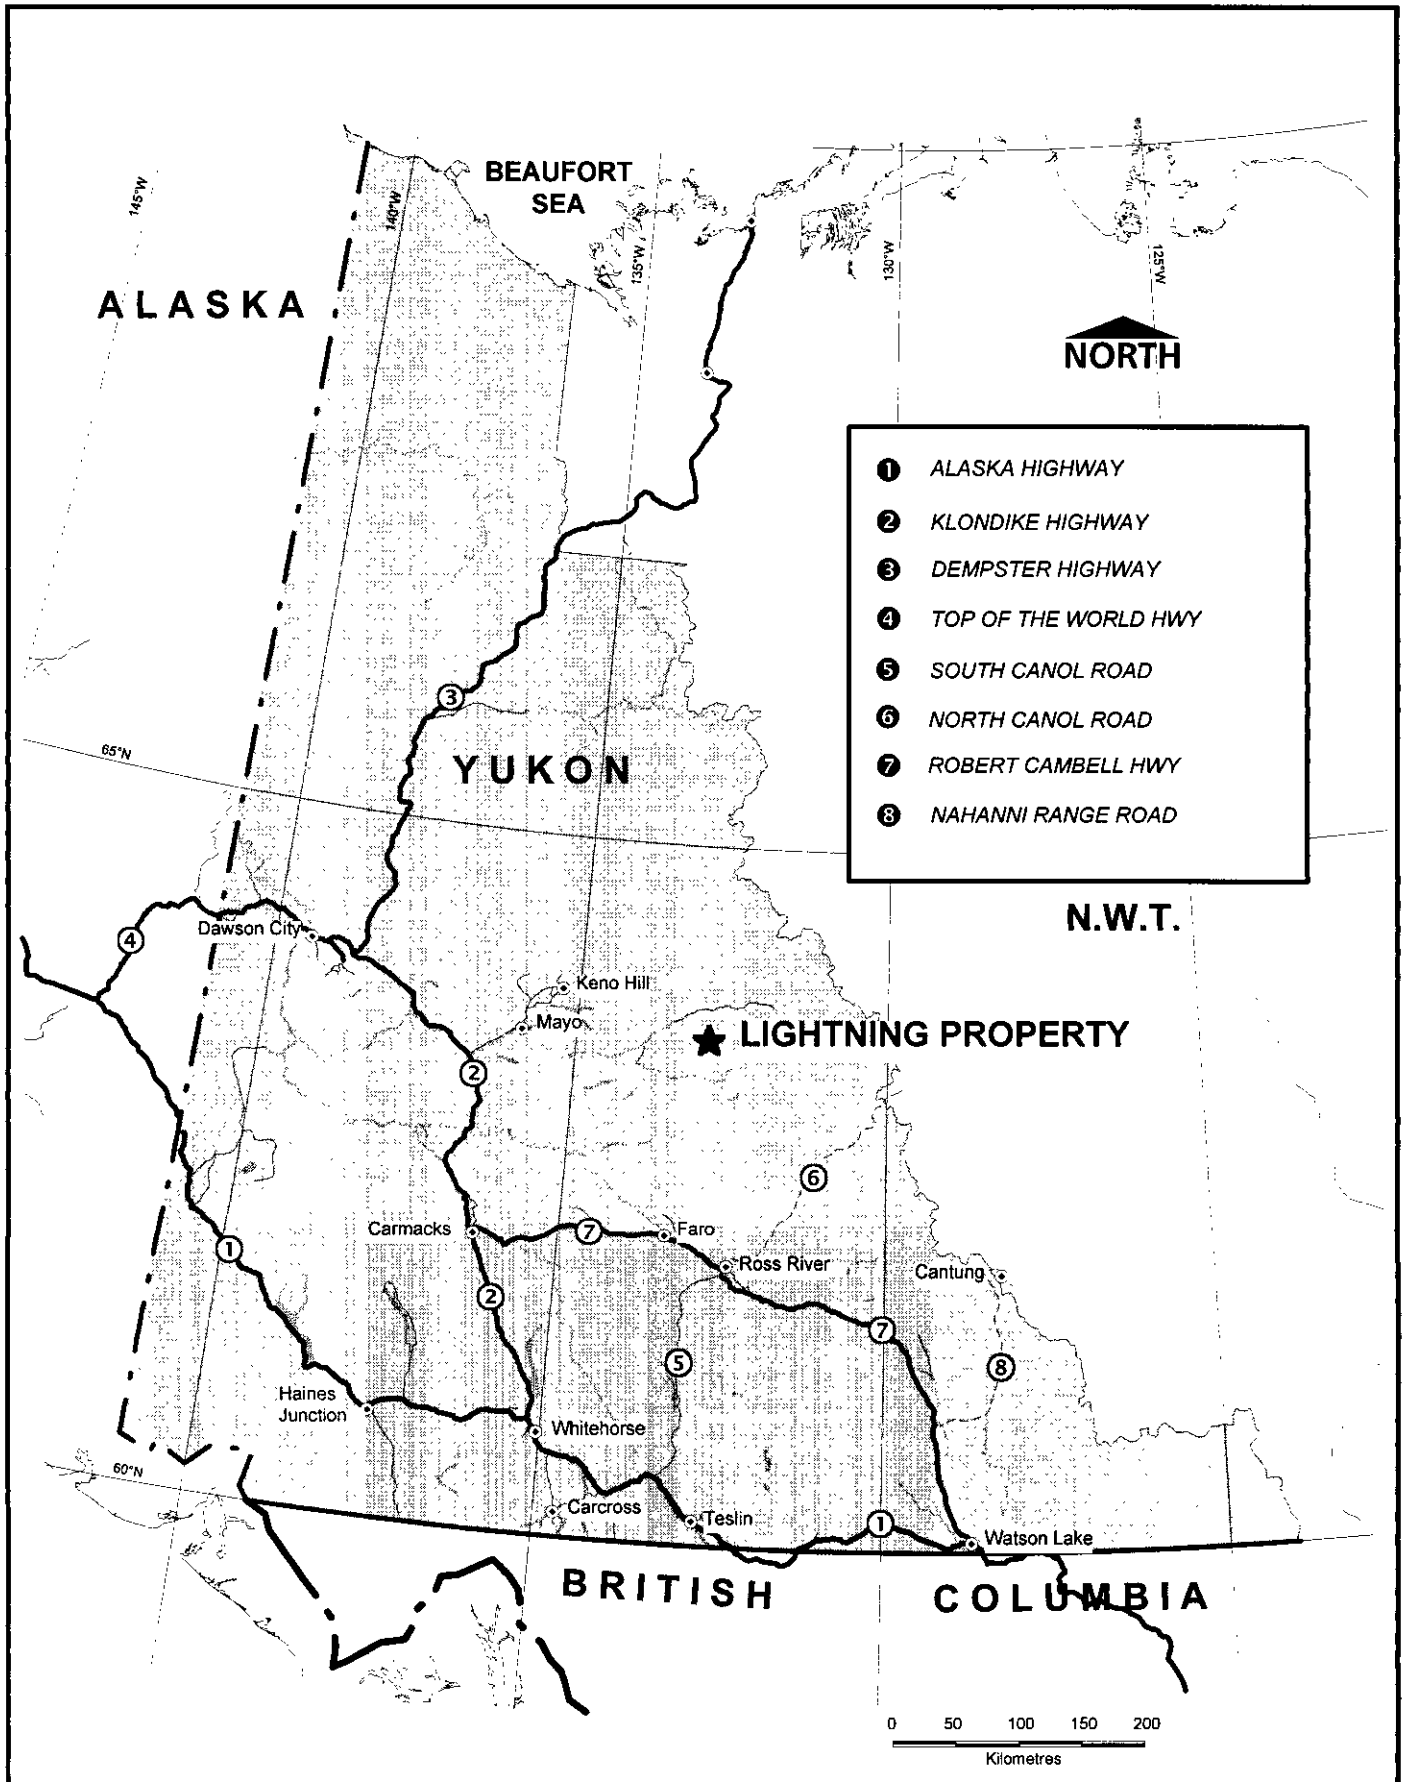 BEAUFORT
SEA
145°W
140°W
135°W
130°W
125°W
ALASKA
NORTH
1 ALASKA HIGHWAY
2 KLONDIKE HIGHWAY
3 DEMPSTER HIGHWAY
4 TOP OF THE WORLD HWY
5 SOUTH CANOL ROAD
6 NORTH CANOL ROAD
7 ROBERT CAMBELL HWY
8 NAHANNI RANGE ROAD
3
65°N
YUKON
N.W.T.
Dawson City
4
Keno Hill
Mayo
LIGHTNING PROPERTY
2
6
Carmacks
7
Faro
1
Ross River
Cantung
2
7
5
8
Haines
Junction
Whitehorse
60°N
Carcross
Teslin
1
Watson Lake
BRITISH
COLUMBIA
0 50 100 150 200
Kilometres